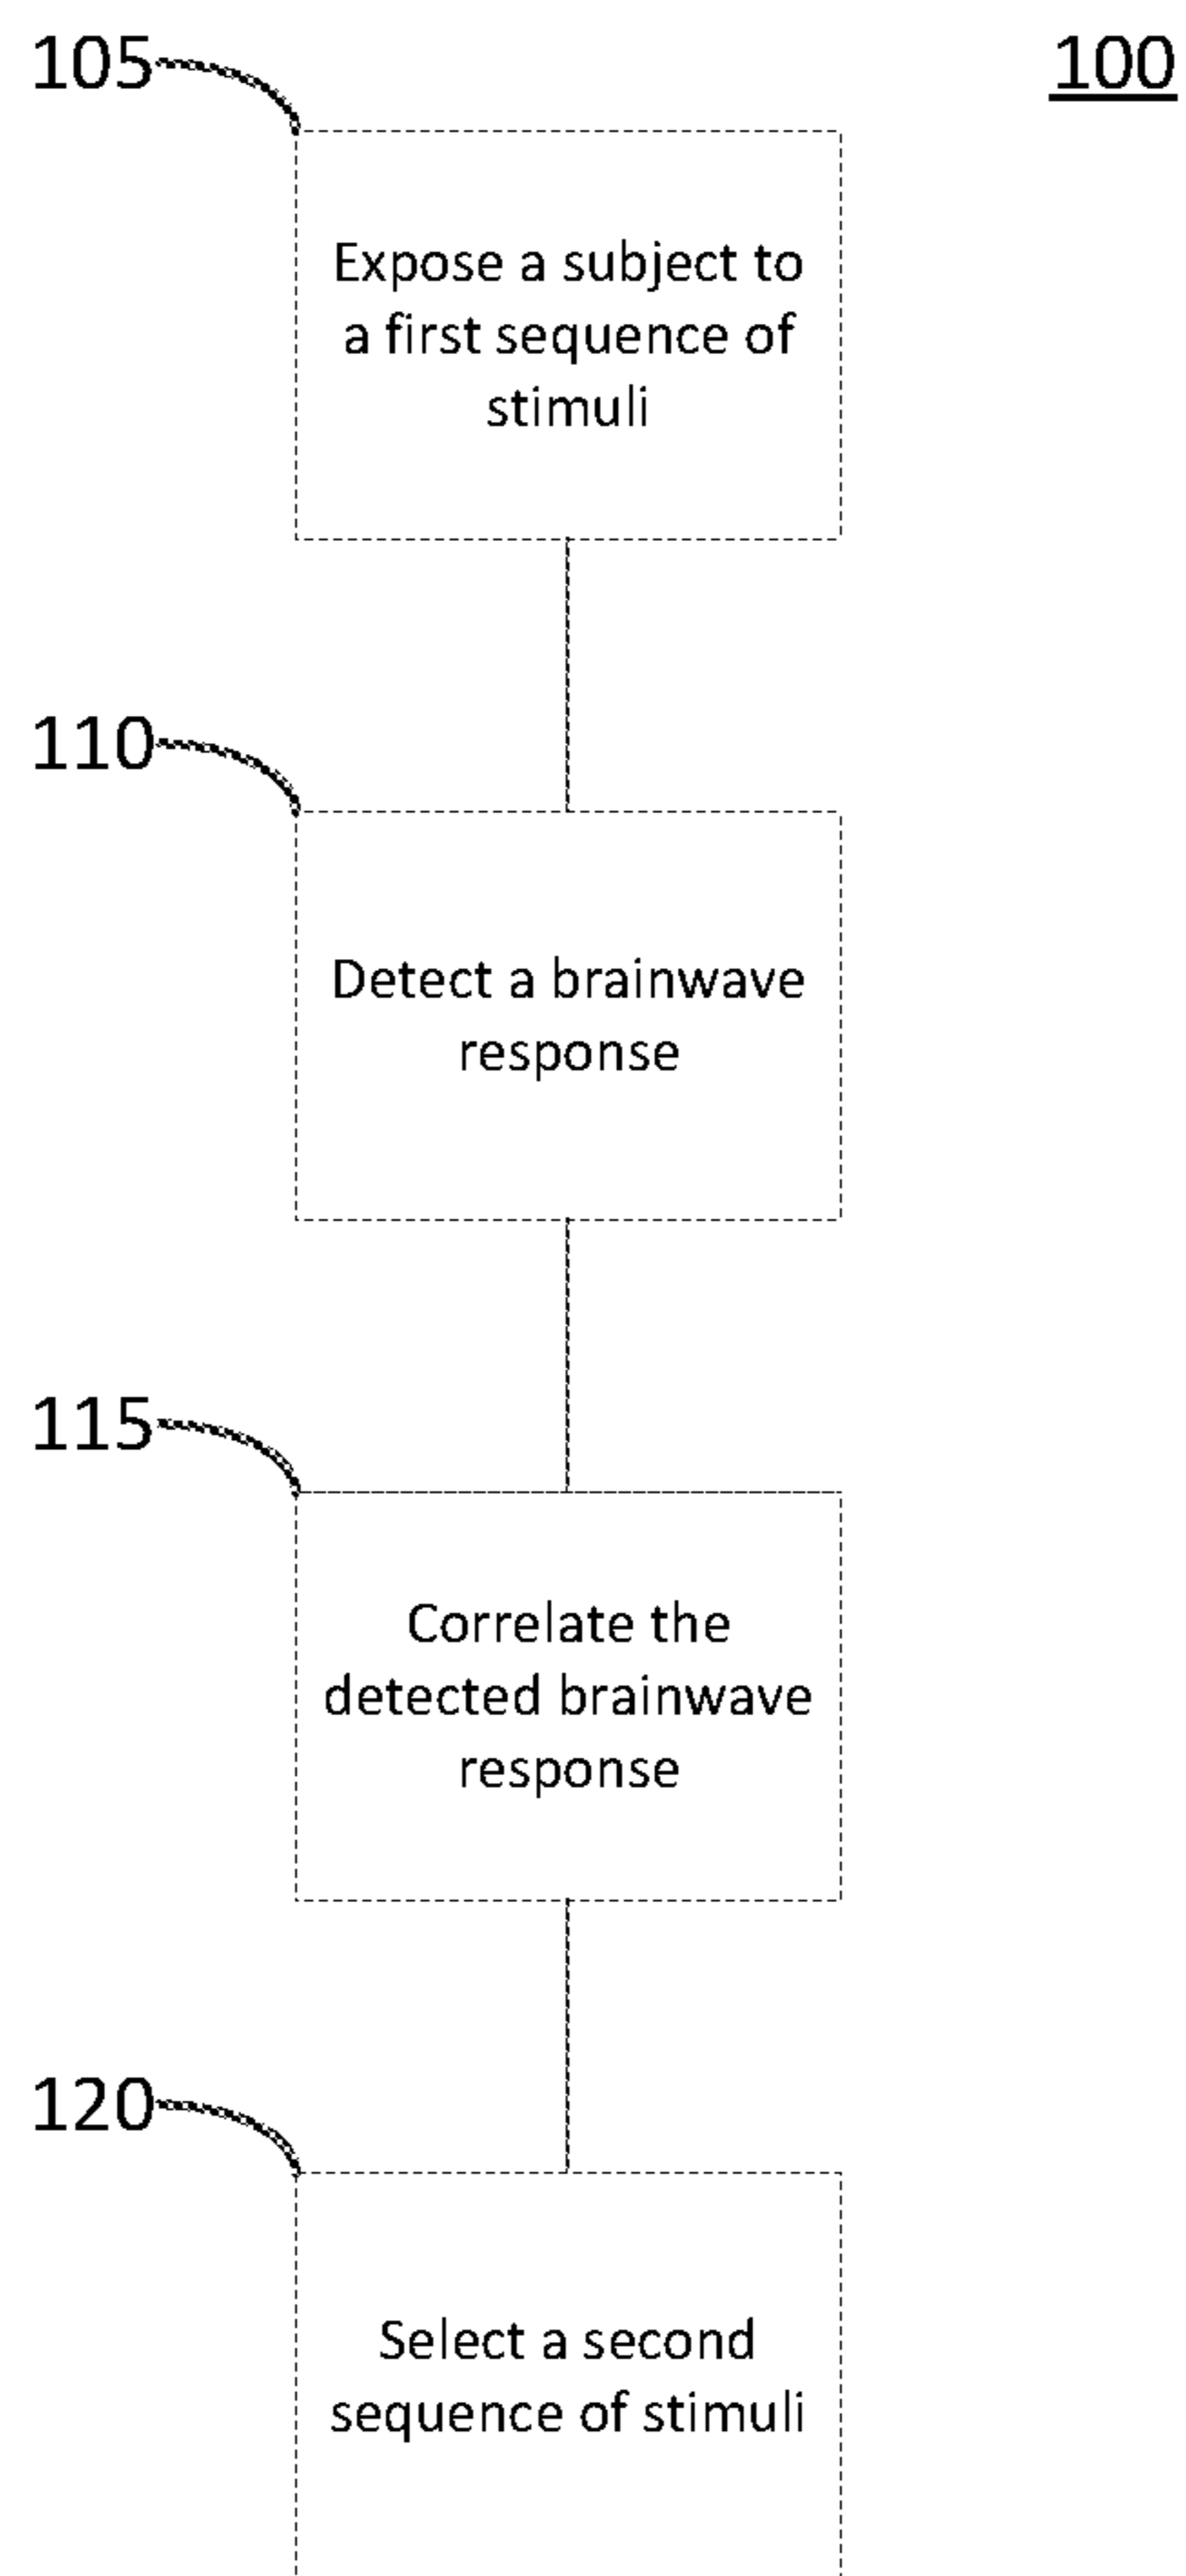 105
100
Expose a subject to
a first sequence of
stimuli
110
Detect a brainwave
response
115
Correlate the
detected brainwave
response
120
Select a second
sequence of stimuli